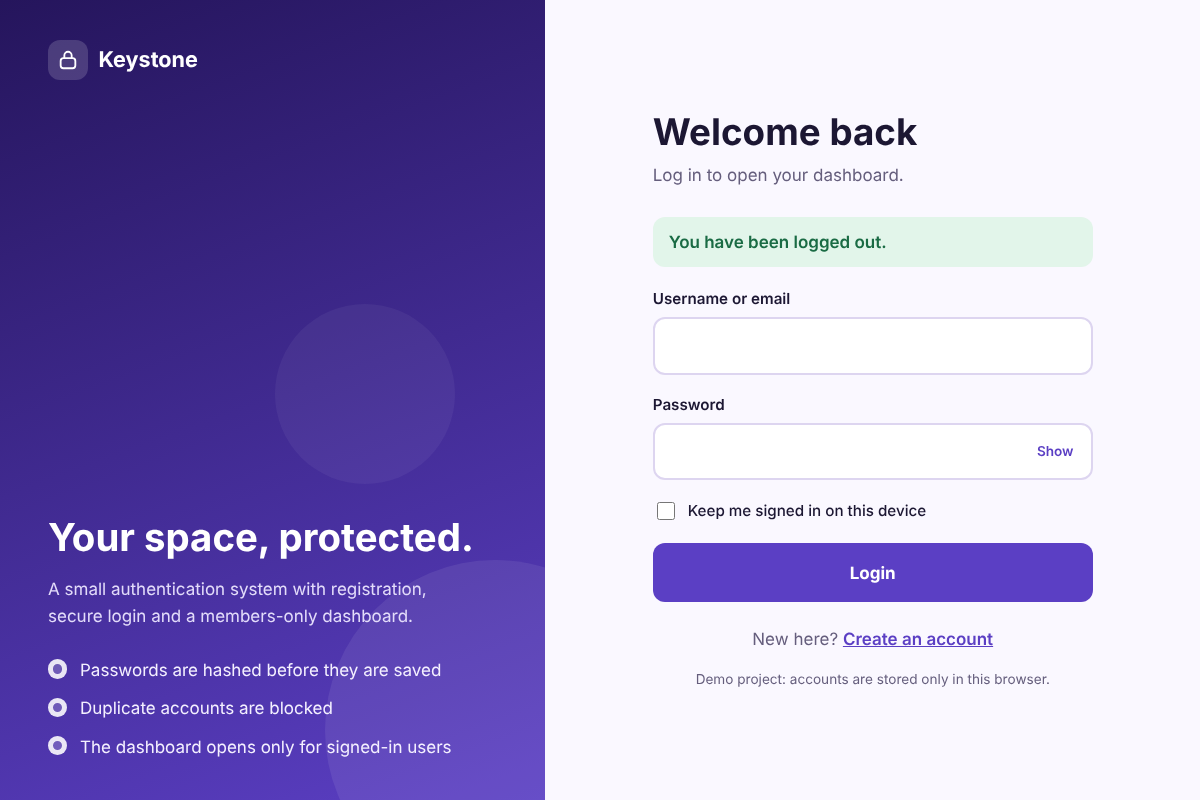 Keystone
Your space, protected.
A small authentication system with registration,
secure login and a members-only dashboard.
Passwords are hashed before they are saved
Duplicate accounts are blocked
The dashboard opens only for signed-in users
Welcome back
Log in to open your dashboard.
You have been logged out.
Username or email
Password
Show
Keep me signed in on this device
Login
New here? Create an account
Demo project: accounts are stored only in this browser.